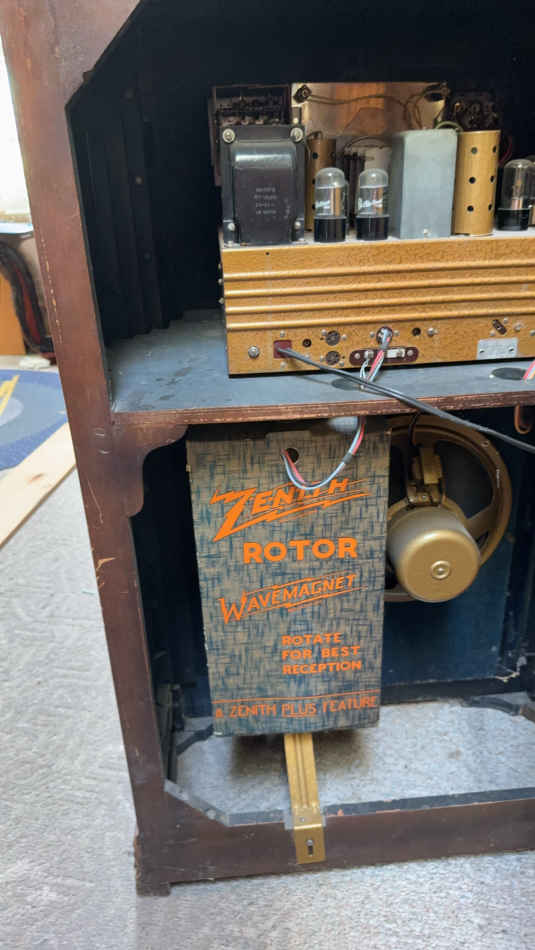 ZENITH
ROTOR
WAVEMAGNET
ROTATE
FOR BEST
RECEPTION
A ZENITH PLUS FEATURE